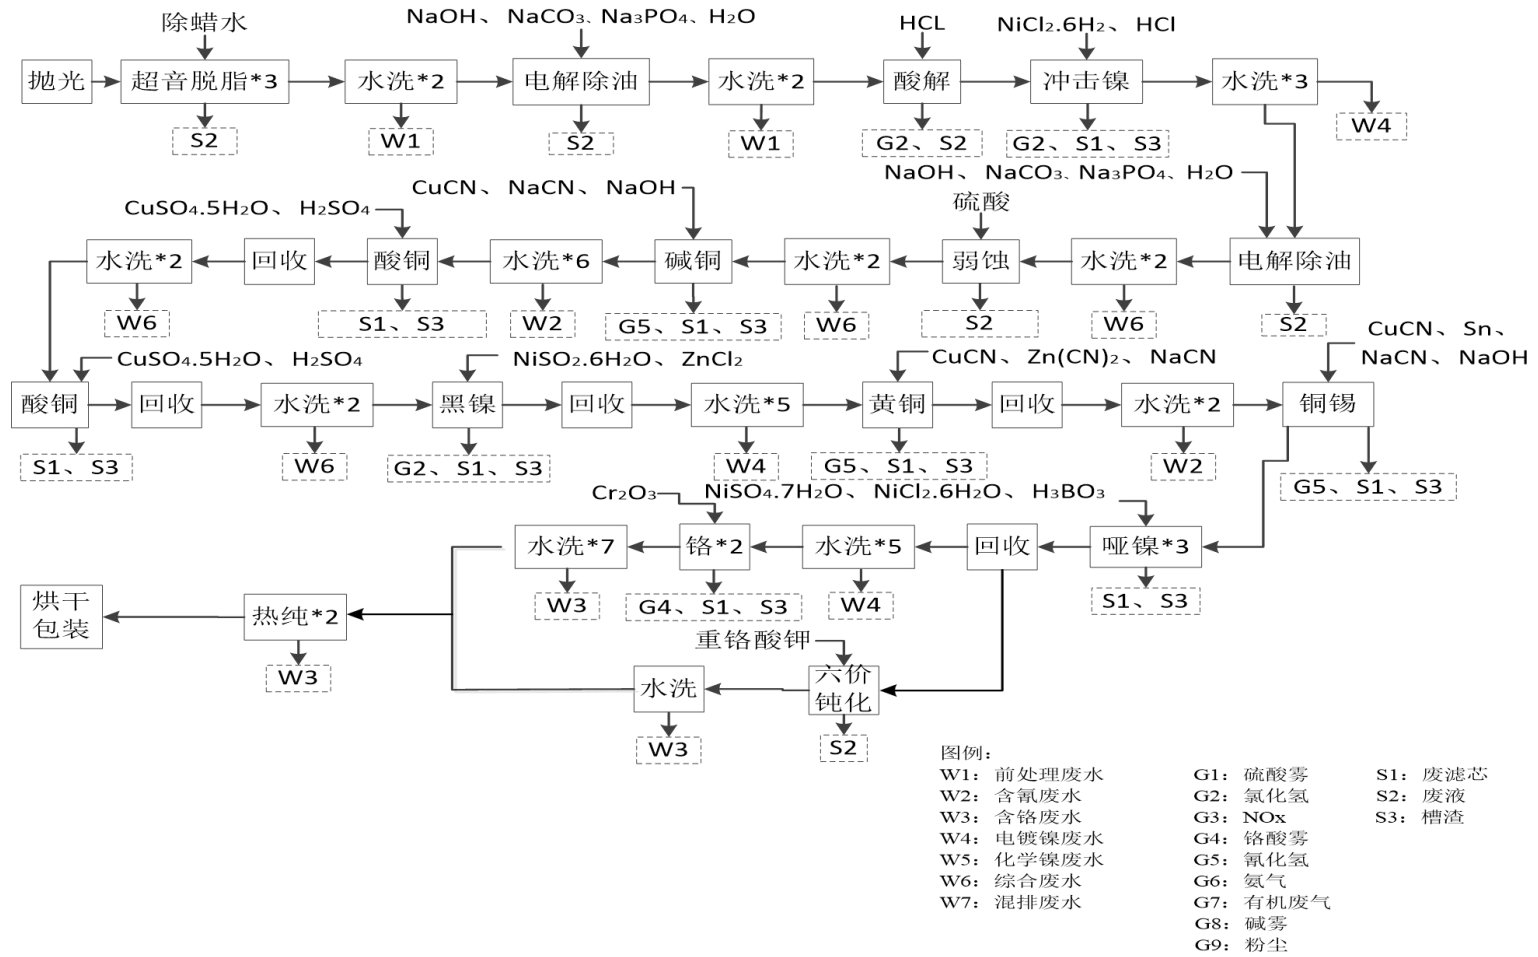 除蜡水
NaOH、NaCO3、Na3PO4、H2O
HCL
NiCl2.6H2、HCl
抛光
超音脱脂*3
水洗*2
电解除油
水洗*2
酸解
冲击镍
水洗*3
S2
W1
S2
W1
G2、S2
G2、S1、S3
W4
NaOH、NaCO3、Na3PO4、H2O
CuCN、NaCN、NaOH
硫酸
CuSO4.5H2O、H2SO4
水洗*2
回收
酸铜
水洗*6
碱铜
水洗*2
弱蚀
水洗*2
电解除油
W6
S1、S3
W2
G5、S1、S3
W6
S2
W6
S2
CuSO4.5H2O、H2SO4
NiSO2.6H2O、ZnCl2
CuCN、Zn(CN)2、NaCN
CuCN、Sn、
NaCN、NaOH
酸铜
回收
水洗*2
黑镍
回收
水洗*5
黄铜
回收
水洗*2
铜锡
S1、S3
W6
G2、S1、S3
W4
G5、S1、S3
W2
G5、S1、S3
Cr2O3
NiSO4.7H2O、NiCl2.6H2O、H3BO3
水洗*7
铬*2
水洗*5
回收
哑镍*3
W3
G4、S1、S3
W4
S1、S3
烘干
包装
热纯*2
W3
重铬酸钾
水洗
六价
钝化
W3
S2
图例：
W1：前处理废水
W2：含氰废水
W3：含铬废水
W4：电镀镍废水
W5：化学镍废水
W6：综合废水
W7：混排废水
G1：硫酸雾
G2：氯化氢
G3：NOx
G4：铬酸雾
G5：氰化氢
G6：氨气
G7：有机废气
G8：碱雾
G9：粉尘
S1：废滤芯
S2：废液
S3：槽渣